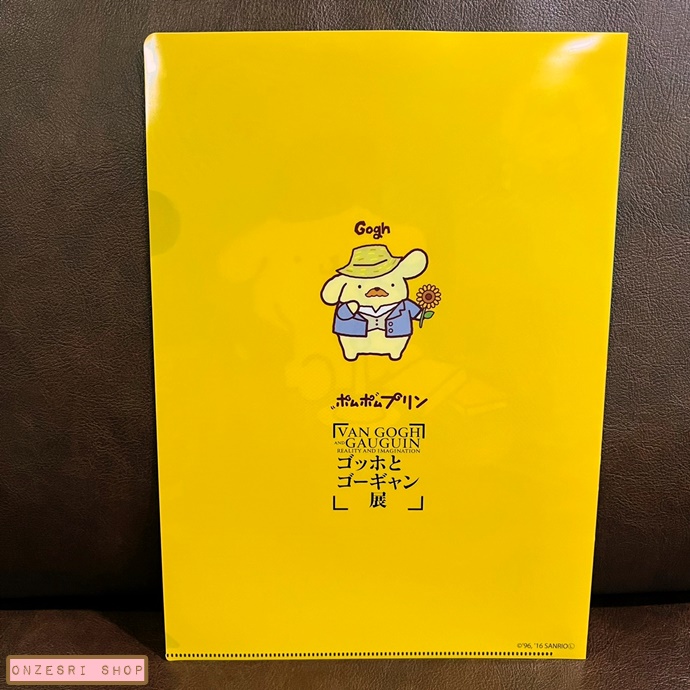 Gogh
ポムポムプリン
VAN GOGH
AND GAUGUIN
REALITY AND IMAGINATION
ゴッホと
ゴーギャン
展
©'96, '16 SANRIO Ⓛ
ONZESRI SHOP